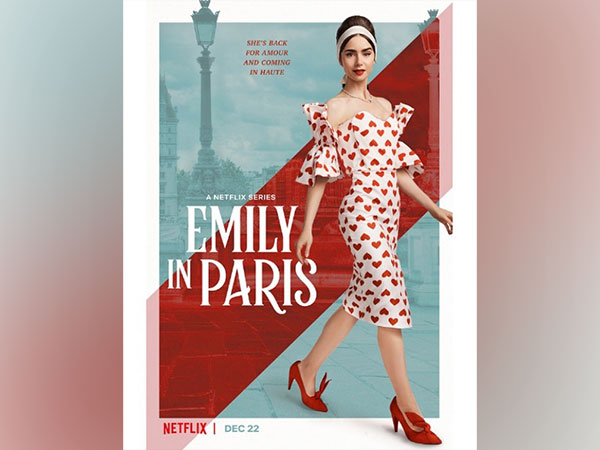 SHE'S BACK
FOR AMOUR
AND COMING
IN HAUTE
A NETFLIX SERIES
EMILY
IN PARIS
NETFLIX | DEC 22